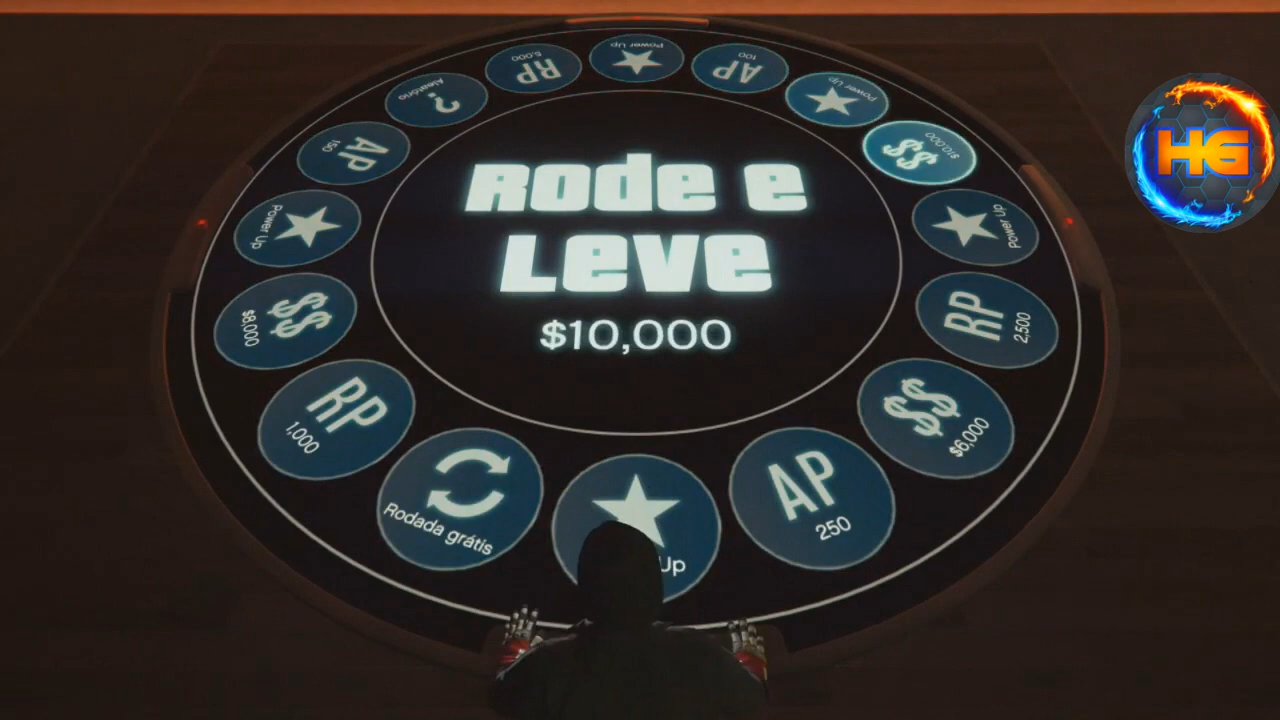 RODE E
LEVE
$10,000
Power Up
AP
100
Power Up
$$
$10,000
Power Up
RP
2,500
$$
$6,000
AP
250
Up
Rodada grátis
RP
1,000
$$
$8,000
Power Up
AP
150
?
Aleatório
RP
5,000
HG